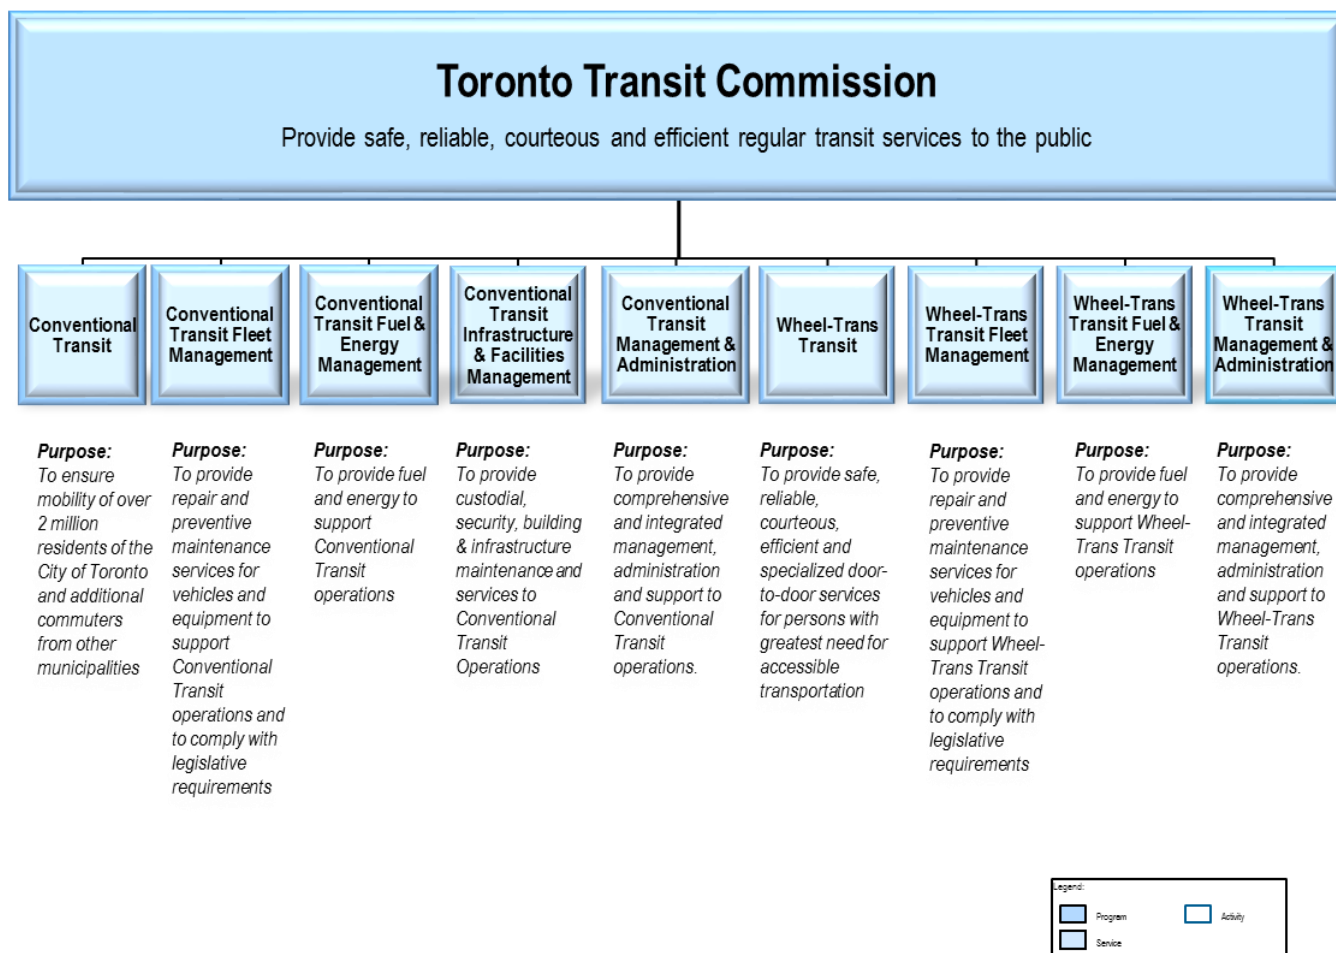 Toronto Transit Commission
Provide safe, reliable, courteous and efficient regular transit services to the public
Conventional
Transit
Conventional
Transit Fleet
Management
Conventional
Transit Fuel &
Energy
Management
Conventional
Transit
Infrastructure
& Facilities
Management
Conventional
Transit
Management &
Administration
Wheel-Trans
Transit
Wheel-Trans
Transit Fleet
Management
Wheel-Trans
Transit Fuel &
Energy
Management
Wheel-Trans
Transit
Management &
Administration
Purpose:
To ensure
mobility of over
2 million
residents of the
City of Toronto
and additional
commuters
from other
municipalities
Purpose:
To provide
repair and
preventive
maintenance
services for
vehicles and
equipment to
support
Conventional
Transit
operations and
to comply with
legislative
requirements
Purpose:
To provide fuel
and energy to
support
Conventional
Transit
operations
Purpose:
To provide
custodial,
security, building
& infrastructure
maintenance and
services to
Conventional
Transit
Operations
Purpose:
To provide
comprehensive
and integrated
management,
administration
and support to
Conventional
Transit
operations.
Purpose:
To provide safe,
reliable,
courteous,
efficient and
specialized door-
to-door services
for persons with
greatest need for
accessible
transportation
Purpose:
To provide
repair and
preventive
maintenance
services for
vehicles and
equipment to
support Wheel-
Trans Transit
operations and
to comply with
legislative
requirements
Purpose:
To provide fuel
and energy to
support Wheel-
Trans Transit
operations
Purpose:
To provide
comprehensive
and integrated
management,
administration
and support to
Wheel-Trans
Transit
operations.
Legend:
Program
Activity
Service